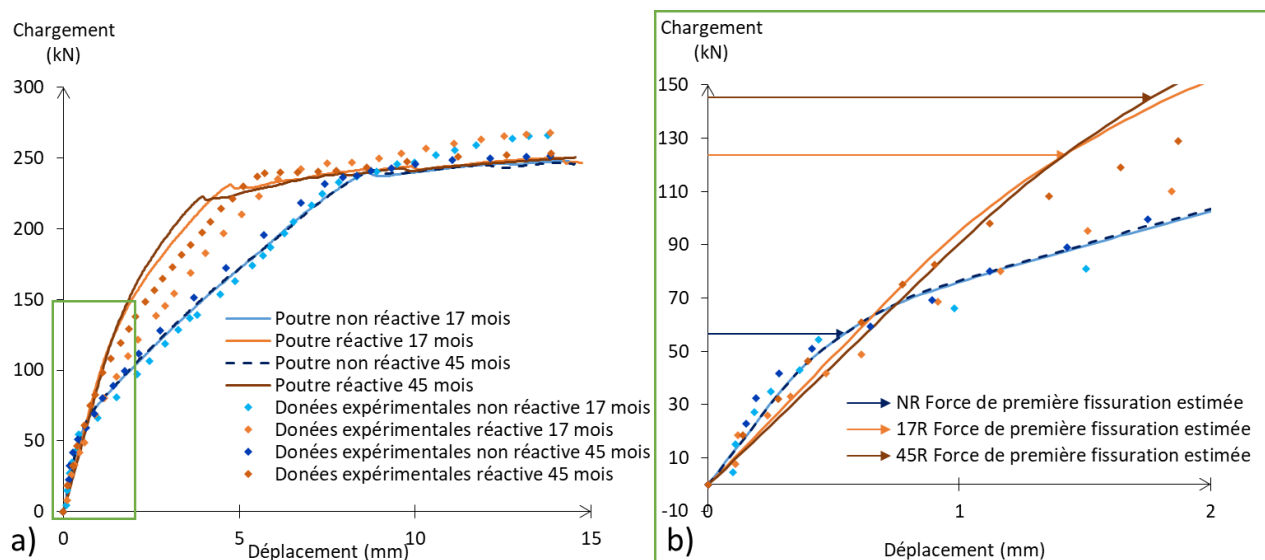 Chargement
(kN)
300
250
200
150
100
50
0
0
5
10
15
Déplacement (mm)
Poutre non réactive 17 mois
Poutre réactive 17 mois
Poutre non réactive 45 mois
Poutre réactive 45 mois
Donées expérimentales non réactive 17 mois
Donées expérimentales réactive 17 mois
Donées expérimentales non réactive 45 mois
Donées expérimentales réactive 45 mois
a)
Chargement
(kN)
150
130
110
90
70
50
30
10
-10
0
1
2
NR Force de première fissuration estimée
17R Force de première fissuration estimée
45R Force de première fissuration estimée
Déplacement (mm)
b)